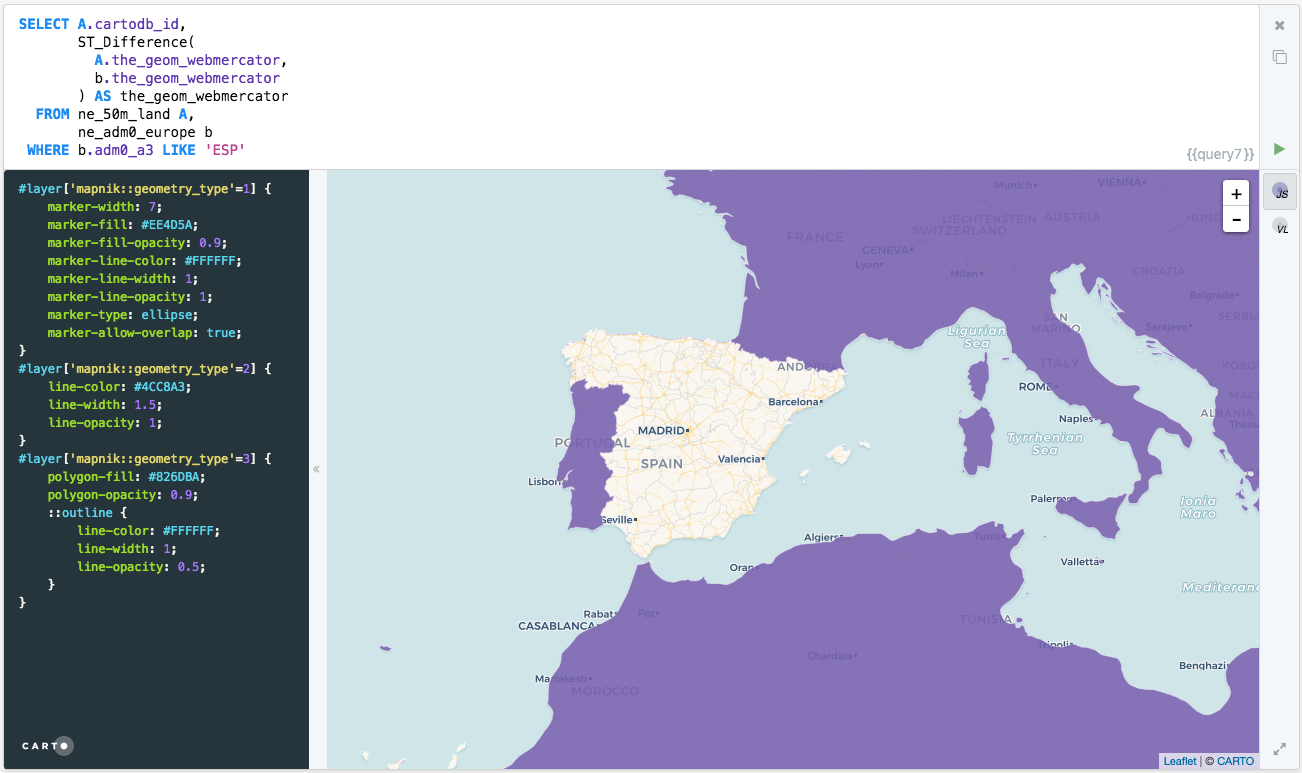 SELECT A.cartodb_id,
ST_Difference(
A.the_geom_webmercator,
b.the_geom_webmercator
) AS the_geom_webmercator
FROM ne_50m_land A,
ne_adm0_europe b
WHERE b.adm0_a3 LIKE 'ESP'
{{query7}}
#layer['mapnik::geometry_type'=1] {
marker-width: 7;
marker-fill: #EE4D5A;
marker-fill-opacity: 0.9;
marker-line-color: #FFFFFF;
marker-line-width: 1;
marker-line-opacity: 1;
marker-type: ellipse;
marker-allow-overlap: true;
}
#layer['mapnik::geometry_type'=2] {
line-color: #4CC8A3;
line-width: 1.5;
line-opacity: 1;
}
#layer['mapnik::geometry_type'=3] {
polygon-fill: #826DBA;
polygon-opacity: 0.9;
::outline {
line-color: #FFFFFF;
line-width: 1;
line-opacity: 0.5;
}
}
CARTO
«
+
-
JS
VL
Munich
VIENNA
LIECHTENSTEIN
AUSTRIA
HUNG
SWITZERLAND
FRANCE
GENEVA
Lyon
Milan
CROATIA
Belgrade
SERBIA
SAN
MARINO
Sarajevo
Ligurian
Sea
ITALY
KOSO
ANDORRA
ROME
MAC
Barcelona
Naples
ALBANIA
Thessa
MADRID
PORTUGAL
Tyrrhenian
Sea
SPAIN
Valencia
Lisbon
Palermo
Ionia
Maro
Seville
Algiers
Tunis
Valletta
Oran
Mediterrane
Rabat
Fez
CASABLANCA
TUNISIA
Tripoli
Ghardaia
Benghazi
Marrakesh
MOROCCO
Leaflet | © CARTO